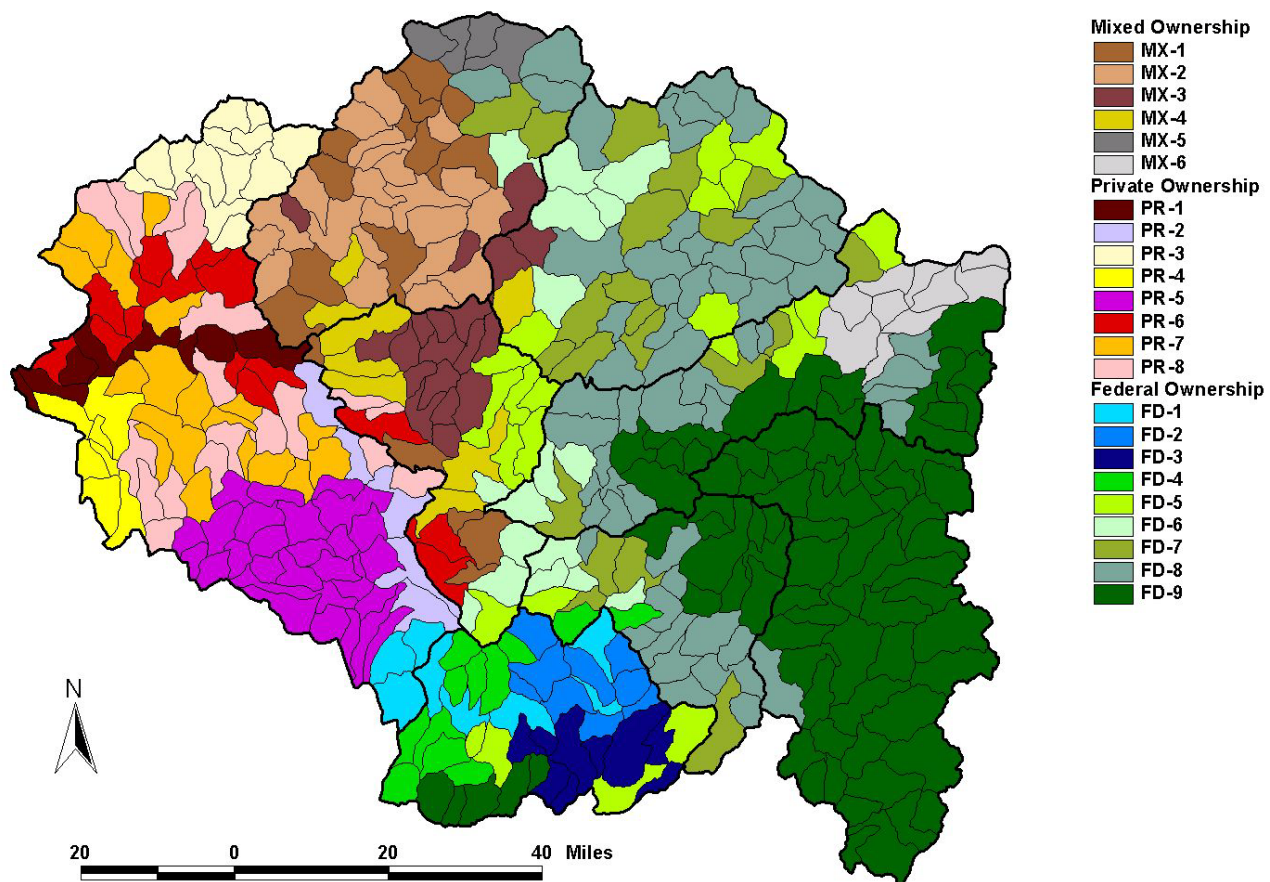 Mixed Ownership
MX-1
MX-2
MX-3
MX-4
MX-5
MX-6
Private Ownership
PR-1
PR-2
PR-3
PR-4
PR-5
PR-6
PR-7
PR-8
Federal Ownership
FD-1
FD-2
FD-3
FD-4
FD-5
FD-6
FD-7
FD-8
FD-9
N
20 0 20 40 Miles